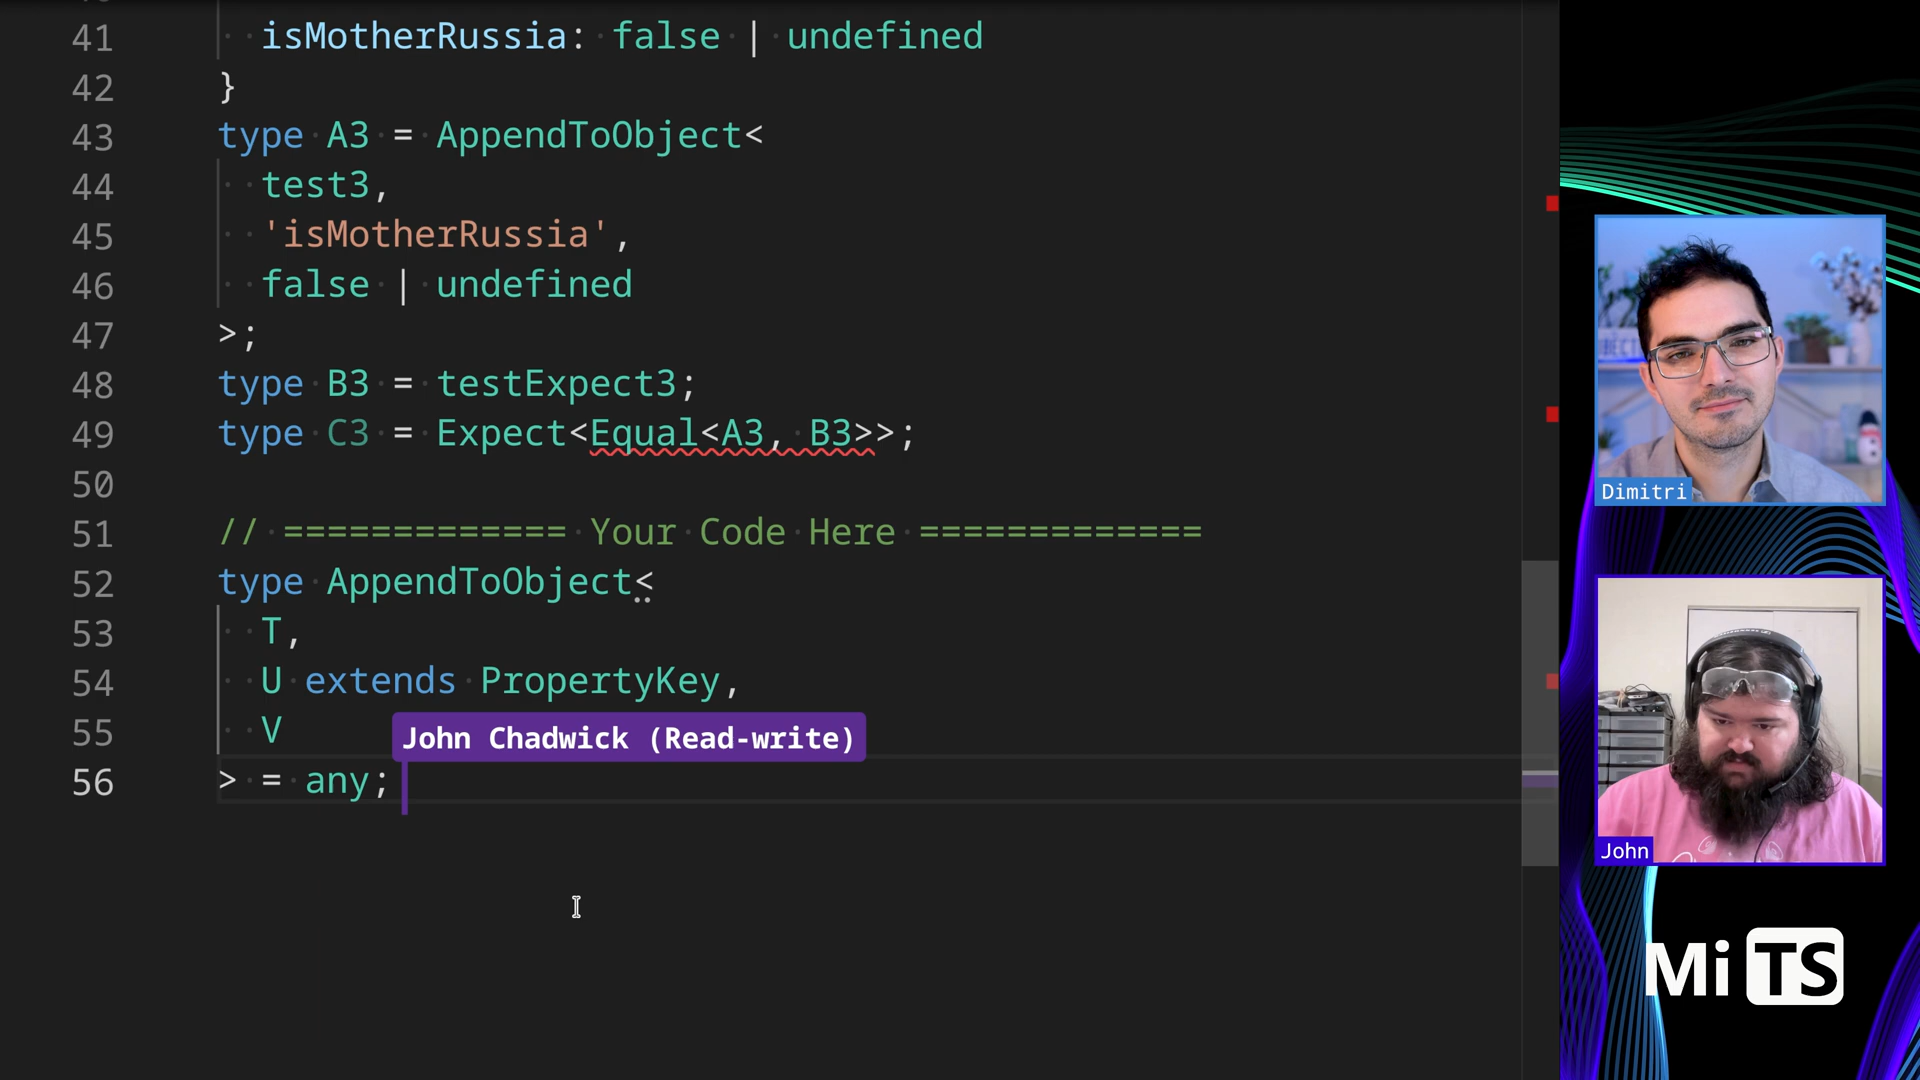 41 isMotherRussia: false | undefined
42 }
43 type A3 = AppendToObject<
44 test3,
45 'isMotherRussia',
46 false | undefined
47 >;
48 type B3 = testExpect3;
49 type C3 = Expect<Equal<A3, B3>>;
50
51 // ============= Your Code Here =============
52 type AppendToObject<
53 T,
54 U extends PropertyKey,
55 V
John Chadwick (Read-write)
56 > = any;
Dimitri
John
Mi TS